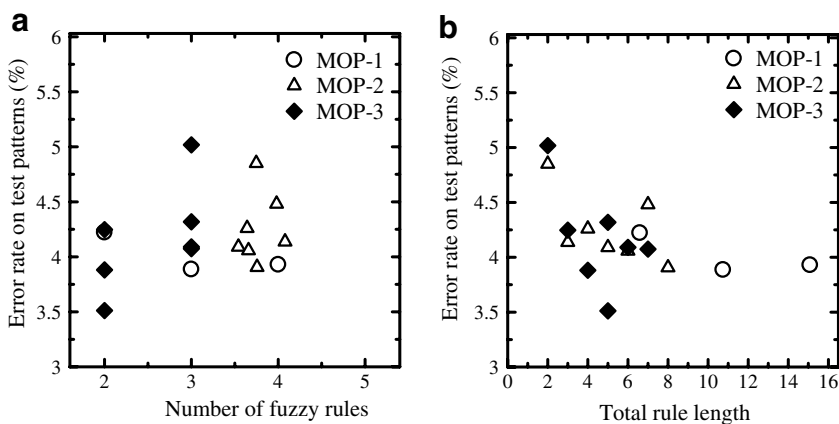 a
6
5.5
5
4.5
4
3.5
3
Error rate on test patterns (%)
MOP-1
MOP-2
MOP-3
2
3
4
5
Number of fuzzy rules
b
6
5.5
5
4.5
4
3.5
3
Error rate on test patterns (%)
MOP-1
MOP-2
MOP-3
0
2
4
6
8
10
12
14
16
Total rule length